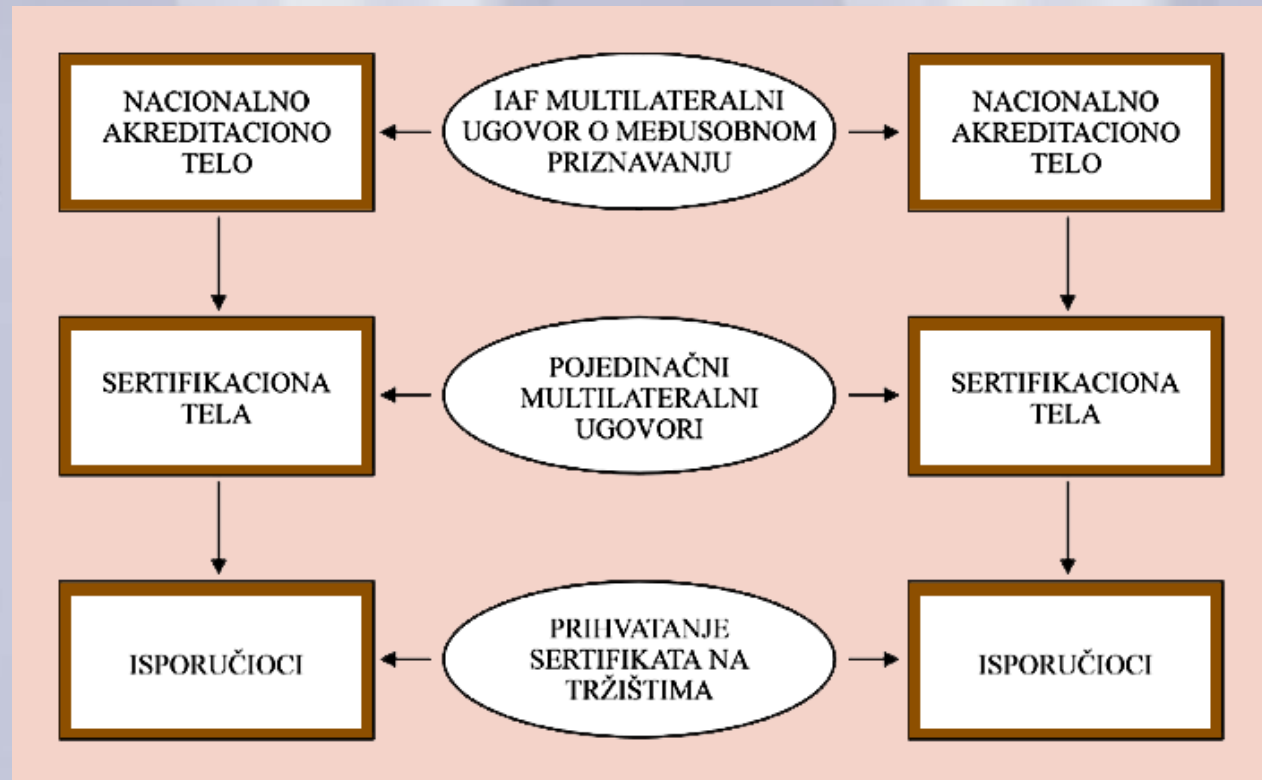 NACIONALNO
AKREDITACIONO
TELO
IAF MULTILATERALNI
UGOVOR O MEĐUSOBNOM
PRIZNAVANJU
NACIONALNO
AKREDITACIONO
TELO
SERTIFIKACIONA
TELA
POJEDINAČNI
MULTILATERALNI
UGOVORI
SERTIFIKACIONA
TELA
ISPORUČIOCI
PRIHVATANJE
SERTIFIKATA NA
TRŽIŠTIMA
ISPORUČIOCI